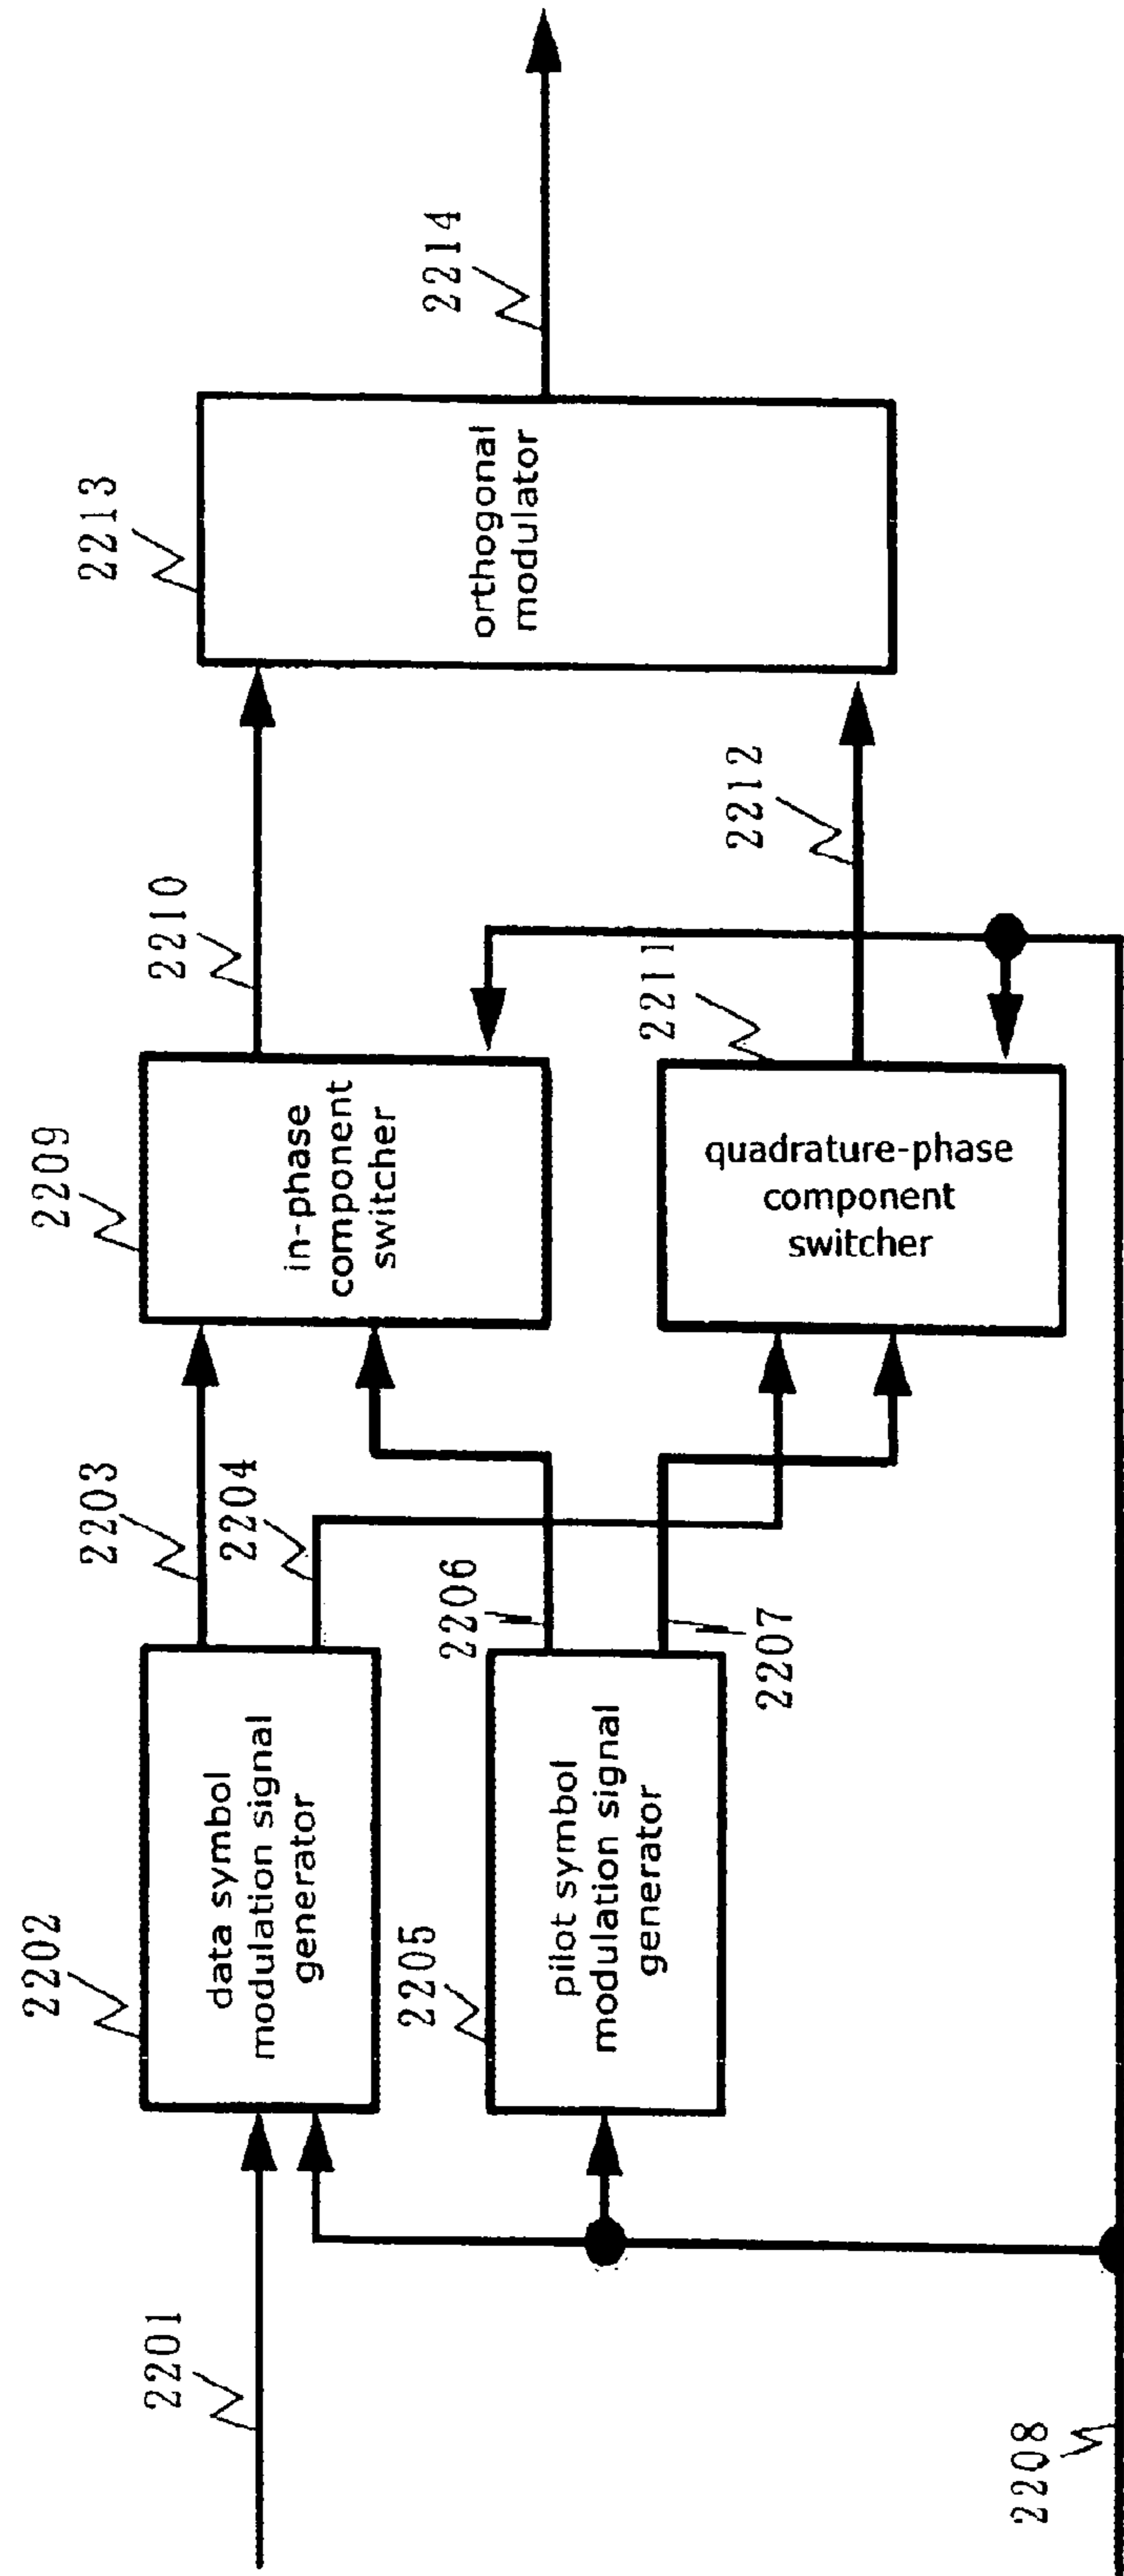 2201
2202
data symbol
modulation signal
generator
2203
2204
2205
pilot symbol
modulation signal
generator
2206
2207
2208
2209
in-phase
component
switcher
2210
2211
quadrature-phase
component
switcher
2212
2213
orthogonal
modulator
2214